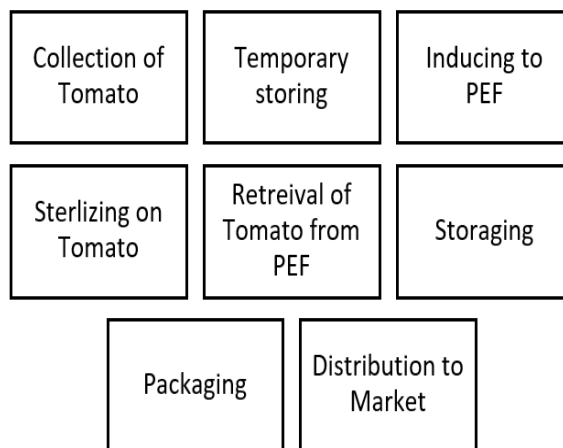 Collection of
Tomato
Temporary
storing
Inducing to
PEF
Sterlizing on
Tomato
Retreival of
Tomato from
PEF
Storaging
Packaging
Distribution to
Market